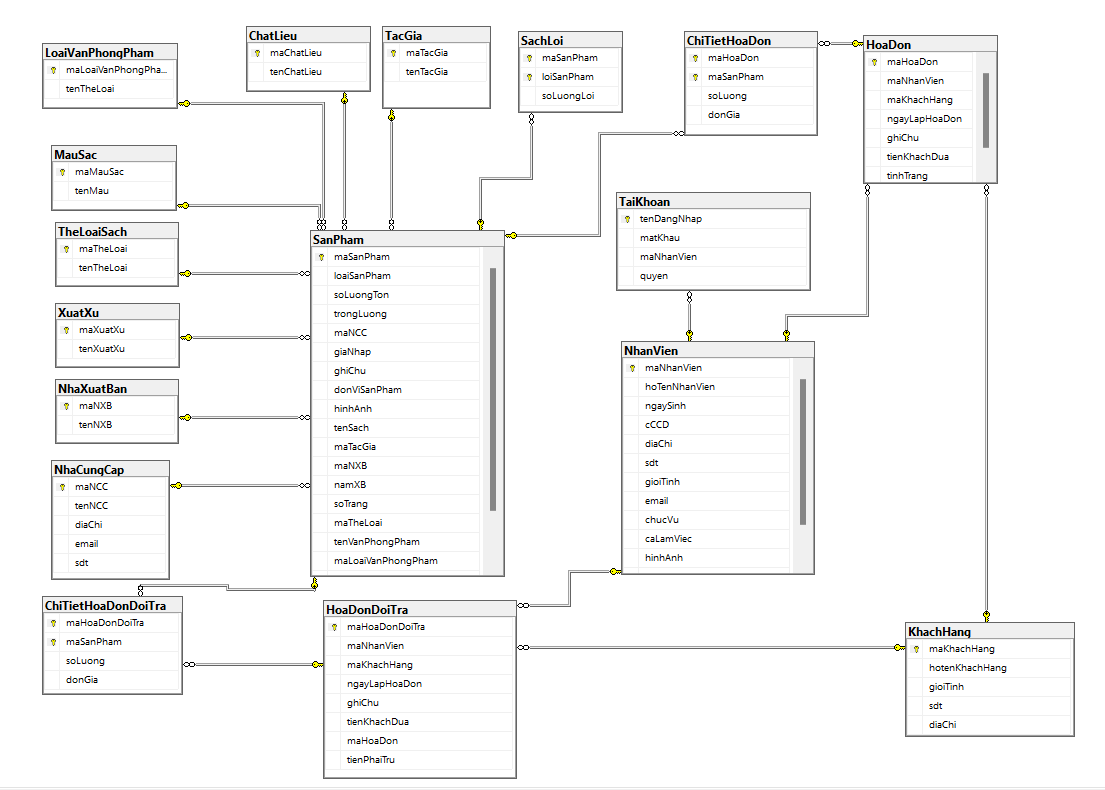 LoaiVanPhongPham
maLoaiVanPhongPha...
tenTheLoai
ChatLieu
maChatLieu
tenChatLieu
TacGia
maTacGia
tenTacGia
SachLoi
maSanPham
loiSanPham
soLuongLoi
ChiTietHoaDon
maHoaDon
maSanPham
soLuong
donGia
HoaDon
maHoaDon
maNhanVien
maKhachHang
ngayLapHoaDon
ghiChu
tienKhachDua
tinhTrang
MauSac
maMauSac
tenMau
TheLoaiSach
maTheLoai
tenTheLoai
XuatXu
maXuatXu
tenXuatXu
NhaXuatBan
maNXB
tenNXB
NhaCungCap
maNCC
tenNCC
diaChi
email
sdt
SanPham
maSanPham
loaiSanPham
soLuongTon
trongLuong
maNCC
giaNhap
ghiChu
donViSanPham
hinhAnh
tenSach
maTacGia
maNXB
namXB
soTrang
maTheLoai
tenVanPhongPham
maLoaiVanPhongPham
TaiKhoan
tenDangNhap
matKhau
maNhanVien
quyen
NhanVien
maNhanVien
hoTenNhanVien
ngaySinh
cCCD
diaChi
sdt
gioiTinh
email
chucVu
caLamViec
hinhAnh
ChiTietHoaDonDoiTra
maHoaDonDoiTra
maSanPham
soLuong
donGia
HoaDonDoiTra
maHoaDonDoiTra
maNhanVien
maKhachHang
ngayLapHoaDon
ghiChu
tienKhachDua
maHoaDon
tienPhaiTru
KhachHang
maKhachHang
hotenKhachHang
gioiTinh
sdt
diaChi